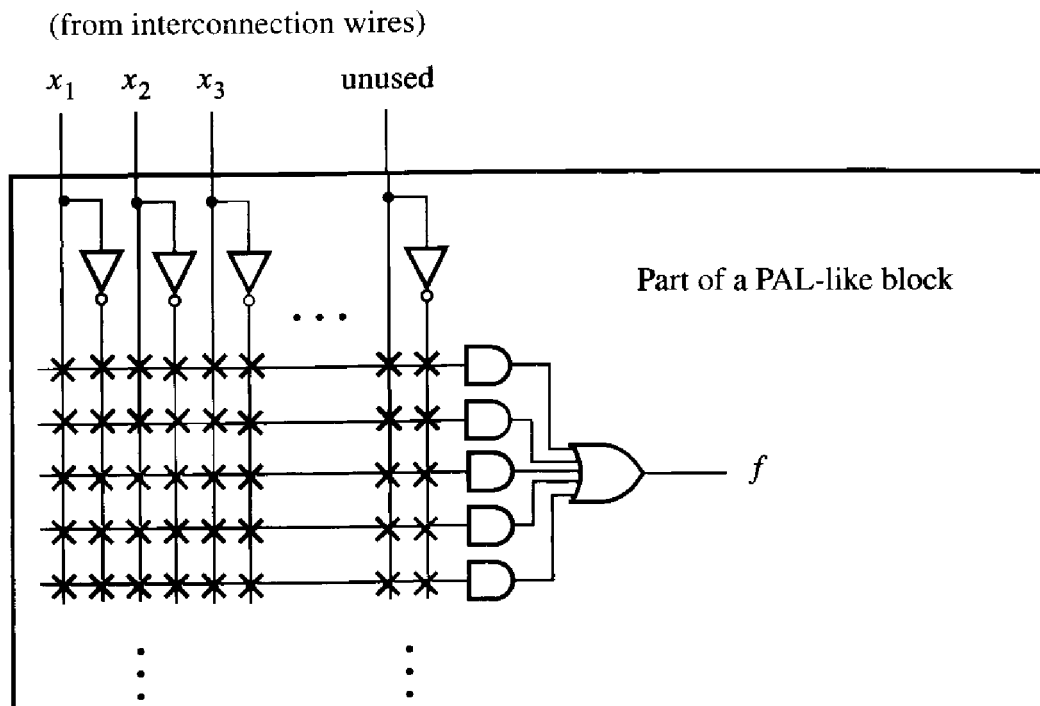 (from interconnection wires)
x₁ x₂ x₃ unused
Part of a PAL-like block
f